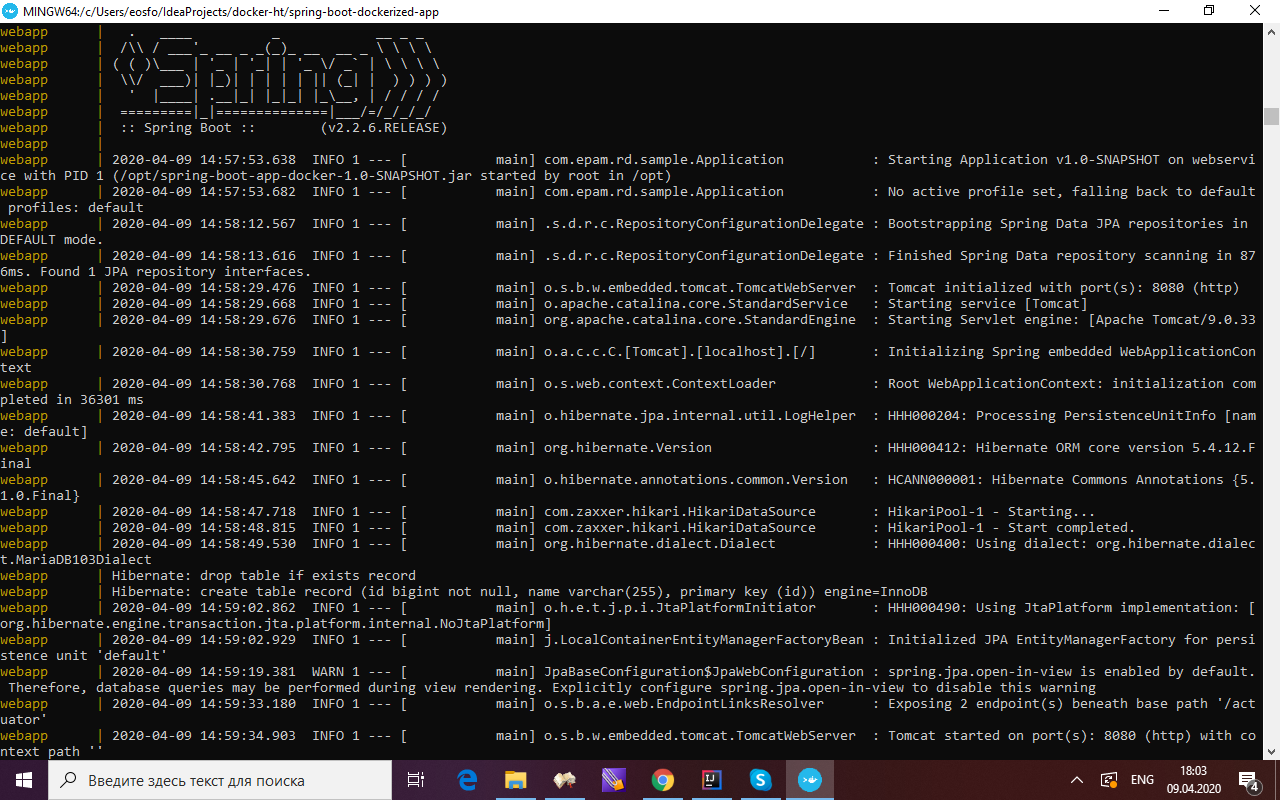 MINGW64:/c/Users/eosfo/IdeaProjects/docker-ht/spring-boot-dockerized-app
webapp      |   .   ____          _            __ _ _
webapp      |  /\\ / ___'_ __ _ _(_)_ __  __ _ \ \ \ \
webapp      | ( ( )\___ | '_ | '_| | '_ \/ _` | \ \ \ \
webapp      |  \\/  ___)| |_)| | | | | || (_| |  ) ) ) )
webapp      |   '  |____| .__|_| |_|_| |_\__, | / / / /
webapp      |  =========|_|==============|___/=/_/_/_/
webapp      |  :: Spring Boot ::        (v2.2.6.RELEASE)
webapp      |
webapp      | 2020-04-09 14:57:53.638  INFO 1 --- [           main] com.epam.rd.sample.Application           : Starting Application v1.0-SNAPSHOT on webservi
ce with PID 1 (/opt/spring-boot-app-docker-1.0-SNAPSHOT.jar started by root in /opt)
webapp      | 2020-04-09 14:57:53.682  INFO 1 --- [           main] com.epam.rd.sample.Application           : No active profile set, falling back to default
 profiles: default
webapp      | 2020-04-09 14:58:12.567  INFO 1 --- [           main] .s.d.r.c.RepositoryConfigurationDelegate : Bootstrapping Spring Data JPA repositories in
DEFAULT mode.
webapp      | 2020-04-09 14:58:13.616  INFO 1 --- [           main] .s.d.r.c.RepositoryConfigurationDelegate : Finished Spring Data repository scanning in 87
6ms. Found 1 JPA repository interfaces.
webapp      | 2020-04-09 14:58:29.476  INFO 1 --- [           main] o.s.b.w.embedded.tomcat.TomcatWebServer  : Tomcat initialized with port(s): 8080 (http)
webapp      | 2020-04-09 14:58:29.668  INFO 1 --- [           main] o.apache.catalina.core.StandardService   : Starting service [Tomcat]
webapp      | 2020-04-09 14:58:29.676  INFO 1 --- [           main] org.apache.catalina.core.StandardEngine  : Starting Servlet engine: [Apache Tomcat/9.0.33
]
webapp      | 2020-04-09 14:58:30.759  INFO 1 --- [           main] o.a.c.c.C.[Tomcat].[localhost].[/]       : Initializing Spring embedded WebApplicationCon
text
webapp      | 2020-04-09 14:58:30.768  INFO 1 --- [           main] o.s.web.context.ContextLoader            : Root WebApplicationContext: initialization com
pleted in 36301 ms
webapp      | 2020-04-09 14:58:41.383  INFO 1 --- [           main] o.hibernate.jpa.internal.util.LogHelper  : HHH000204: Processing PersistenceUnitInfo [nam
e: default]
webapp      | 2020-04-09 14:58:42.795  INFO 1 --- [           main] org.hibernate.Version                    : HHH000412: Hibernate ORM core version 5.4.12.F
inal
webapp      | 2020-04-09 14:58:45.642  INFO 1 --- [           main] o.hibernate.annotations.common.Version   : HCANN000001: Hibernate Commons Annotations {5.
1.0.Final}
webapp      | 2020-04-09 14:58:47.718  INFO 1 --- [           main] com.zaxxer.hikari.HikariDataSource       : HikariPool-1 - Starting...
webapp      | 2020-04-09 14:58:48.815  INFO 1 --- [           main] com.zaxxer.hikari.HikariDataSource       : HikariPool-1 - Start completed.
webapp      | 2020-04-09 14:58:49.530  INFO 1 --- [           main] org.hibernate.dialect.Dialect            : HHH000400: Using dialect: org.hibernate.dialec
t.MariaDB103Dialect
webapp      | Hibernate: drop table if exists record
webapp      | Hibernate: create table record (id bigint not null, name varchar(255), primary key (id)) engine=InnoDB
webapp      | 2020-04-09 14:59:02.862  INFO 1 --- [           main] o.h.e.t.j.p.i.JtaPlatformInitiator       : HHH000490: Using JtaPlatform implementation: [
org.hibernate.engine.transaction.jta.platform.internal.NoJtaPlatform]
webapp      | 2020-04-09 14:59:02.929  INFO 1 --- [           main] j.LocalContainerEntityManagerFactoryBean : Initialized JPA EntityManagerFactory for persi
stence unit 'default'
webapp      | 2020-04-09 14:59:19.381  WARN 1 --- [           main] JpaBaseConfiguration$JpaWebConfiguration : spring.jpa.open-in-view is enabled by default.
 Therefore, database queries may be performed during view rendering. Explicitly configure spring.jpa.open-in-view to disable this warning
webapp      | 2020-04-09 14:59:33.180  INFO 1 --- [           main] o.s.b.a.e.web.EndpointLinksResolver      : Exposing 2 endpoint(s) beneath base path '/act
uator'
webapp      | 2020-04-09 14:59:34.903  INFO 1 --- [           main] o.s.b.w.embedded.tomcat.TomcatWebServer  : Tomcat started on port(s): 8080 (http) with co
ntext path ''
Введите здесь текст для поиска
ENG
18:03
09.04.2020
4